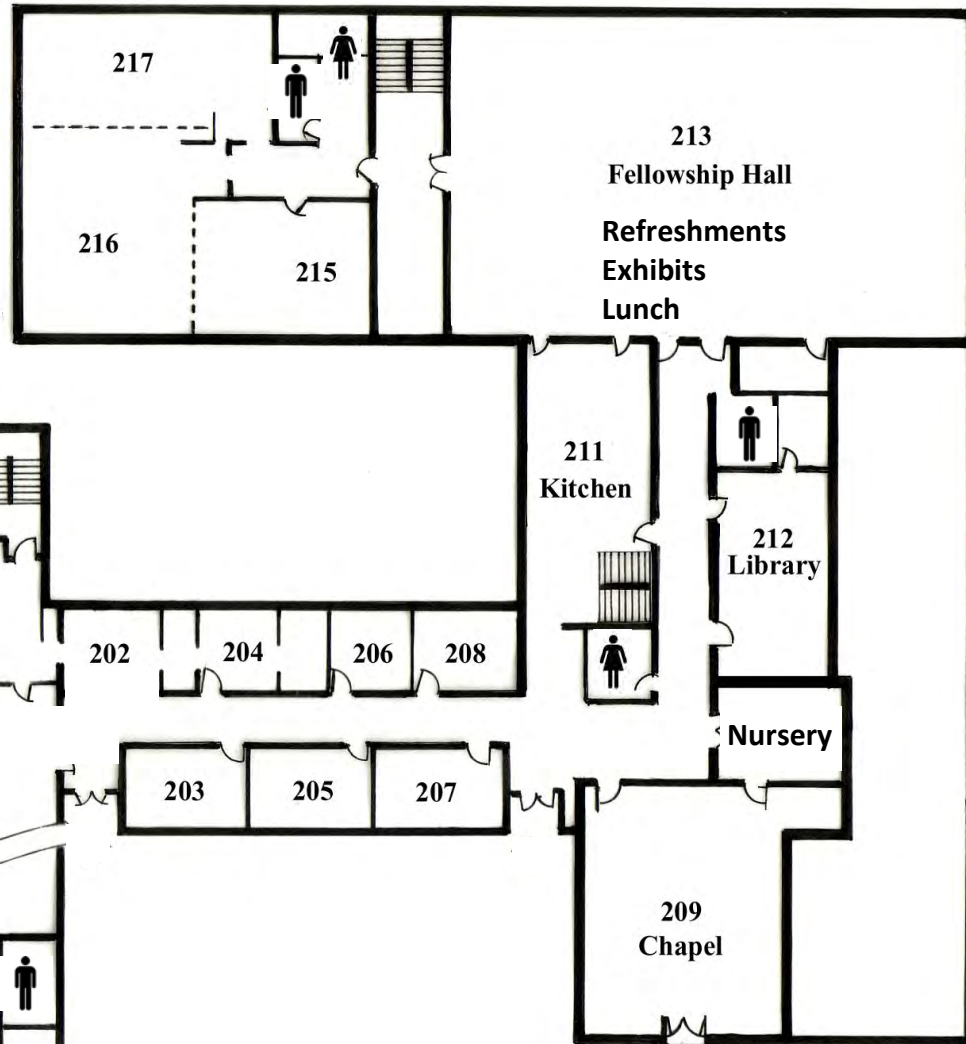 217
213
Fellowship Hall
Refreshments
Exhibits
Lunch
216
215
211
Kitchen
212
Library
202
204
206
208
Nursery
203
205
207
209
Chapel